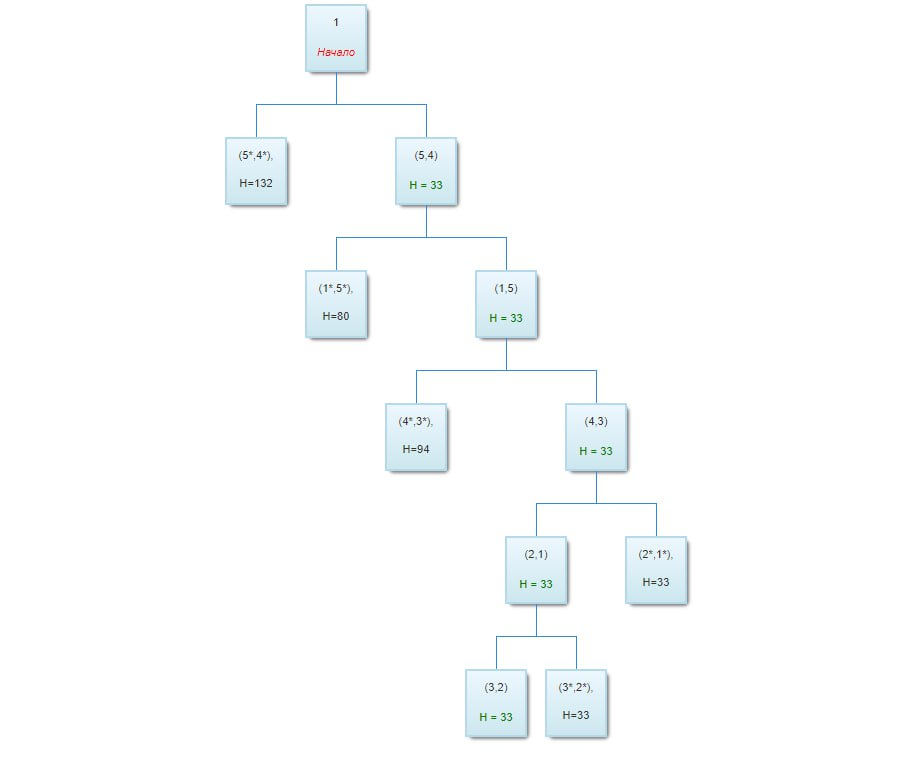 1
Начало
(5*,4*),
H=132
(5,4)
H = 33
(1*,5*),
H=80
(1,5)
H = 33
(4*,3*),
H=94
(4,3)
H = 33
(2,1)
H = 33
(2*,1*),
H=33
(3,2)
H = 33
(3*,2*),
H=33